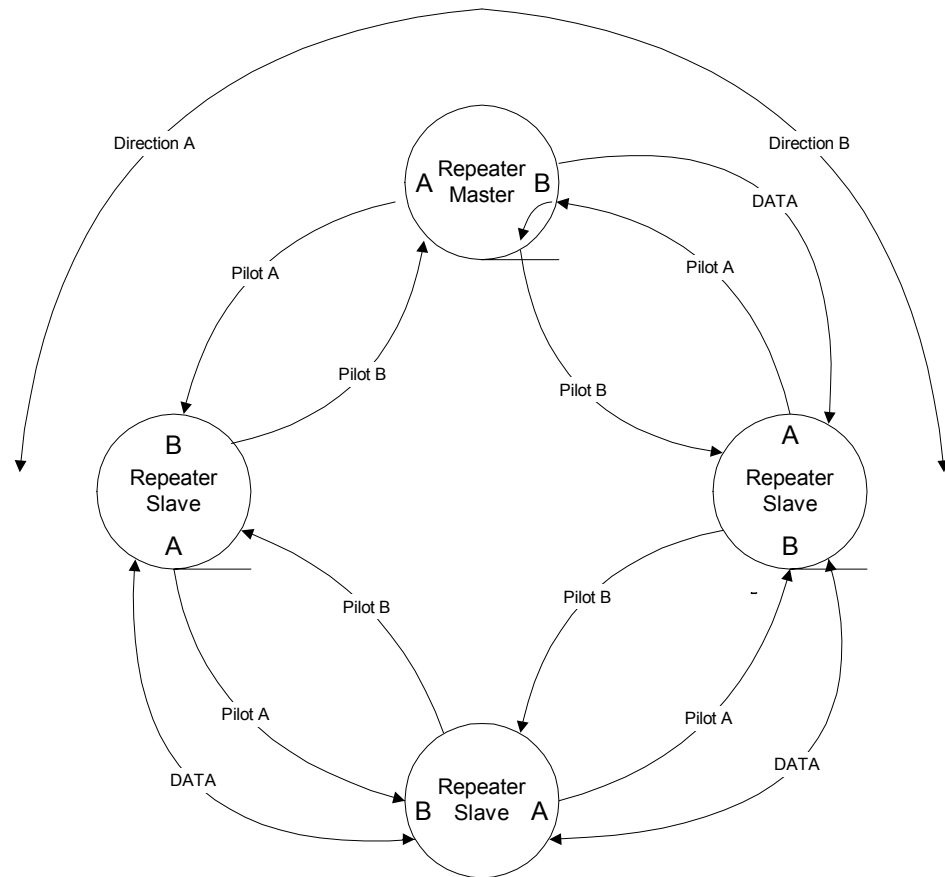 Direction A
Direction B
A
Repeater
Master
B
DATA
Pilot A
Pilot A
Pilot B
Pilot B
B
Repeater
Slave
A
A
Repeater
Slave
B
Pilot B
Pilot B
Pilot A
Pilot A
DATA
DATA
Repeater
Slave
B
A